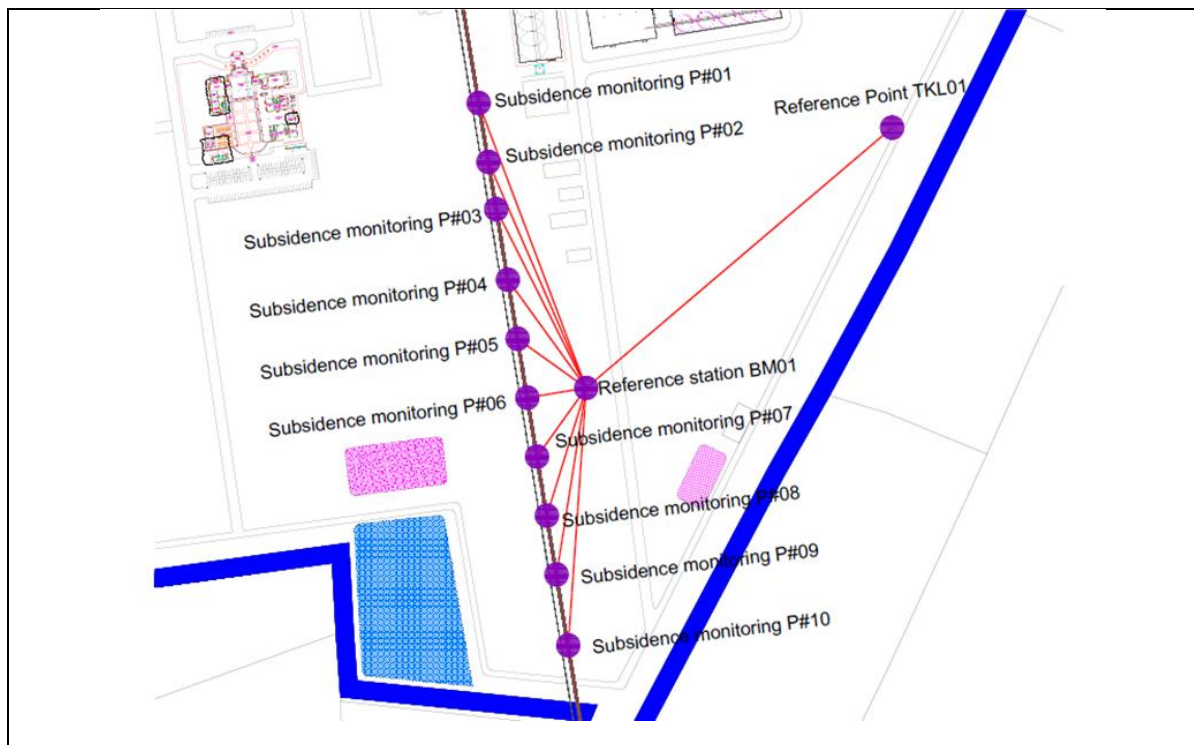 Subsidence monitoring P#01
Reference Point TKL01
Subsidence monitoring P#02
Subsidence monitoring P#03
Subsidence monitoring P#04
Subsidence monitoring P#05
Reference station BM01
Subsidence monitoring P#06
Subsidence monitoring P#07
Subsidence monitoring P#08
Subsidence monitoring P#09
Subsidence monitoring P#10